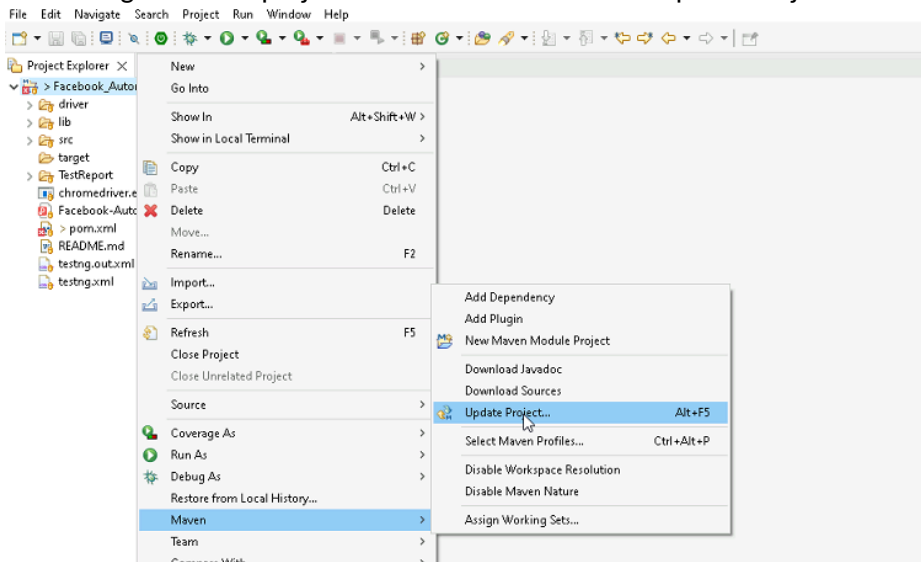 File Edit Navigate Search Project Run Window Help
Project Explorer
> Facebook_Autor
driver
lib
src
target
TestReport
chromedriver.e
Facebook-Auto
> pom.xml
README.md
testng.out.xml
testng.xml
New
Go Into
Show In Alt+Shift+W >
Show in Local Terminal
Copy Ctrl+C
Paste Ctrl+V
Delete Delete
Move...
Rename... F2
Import...
Export...
Refresh F5
Close Project
Close Unrelated Project
Source
Coverage As
Run As
Debug As
Restore from Local History...
Maven
Team
Compare With
Add Dependency
Add Plugin
New Maven Module Project
Download Javadoc
Download Sources
Update Project... Alt+F5
Select Maven Profiles... Ctrl+Alt+P
Disable Workspace Resolution
Disable Maven Nature
Assign Working Sets...